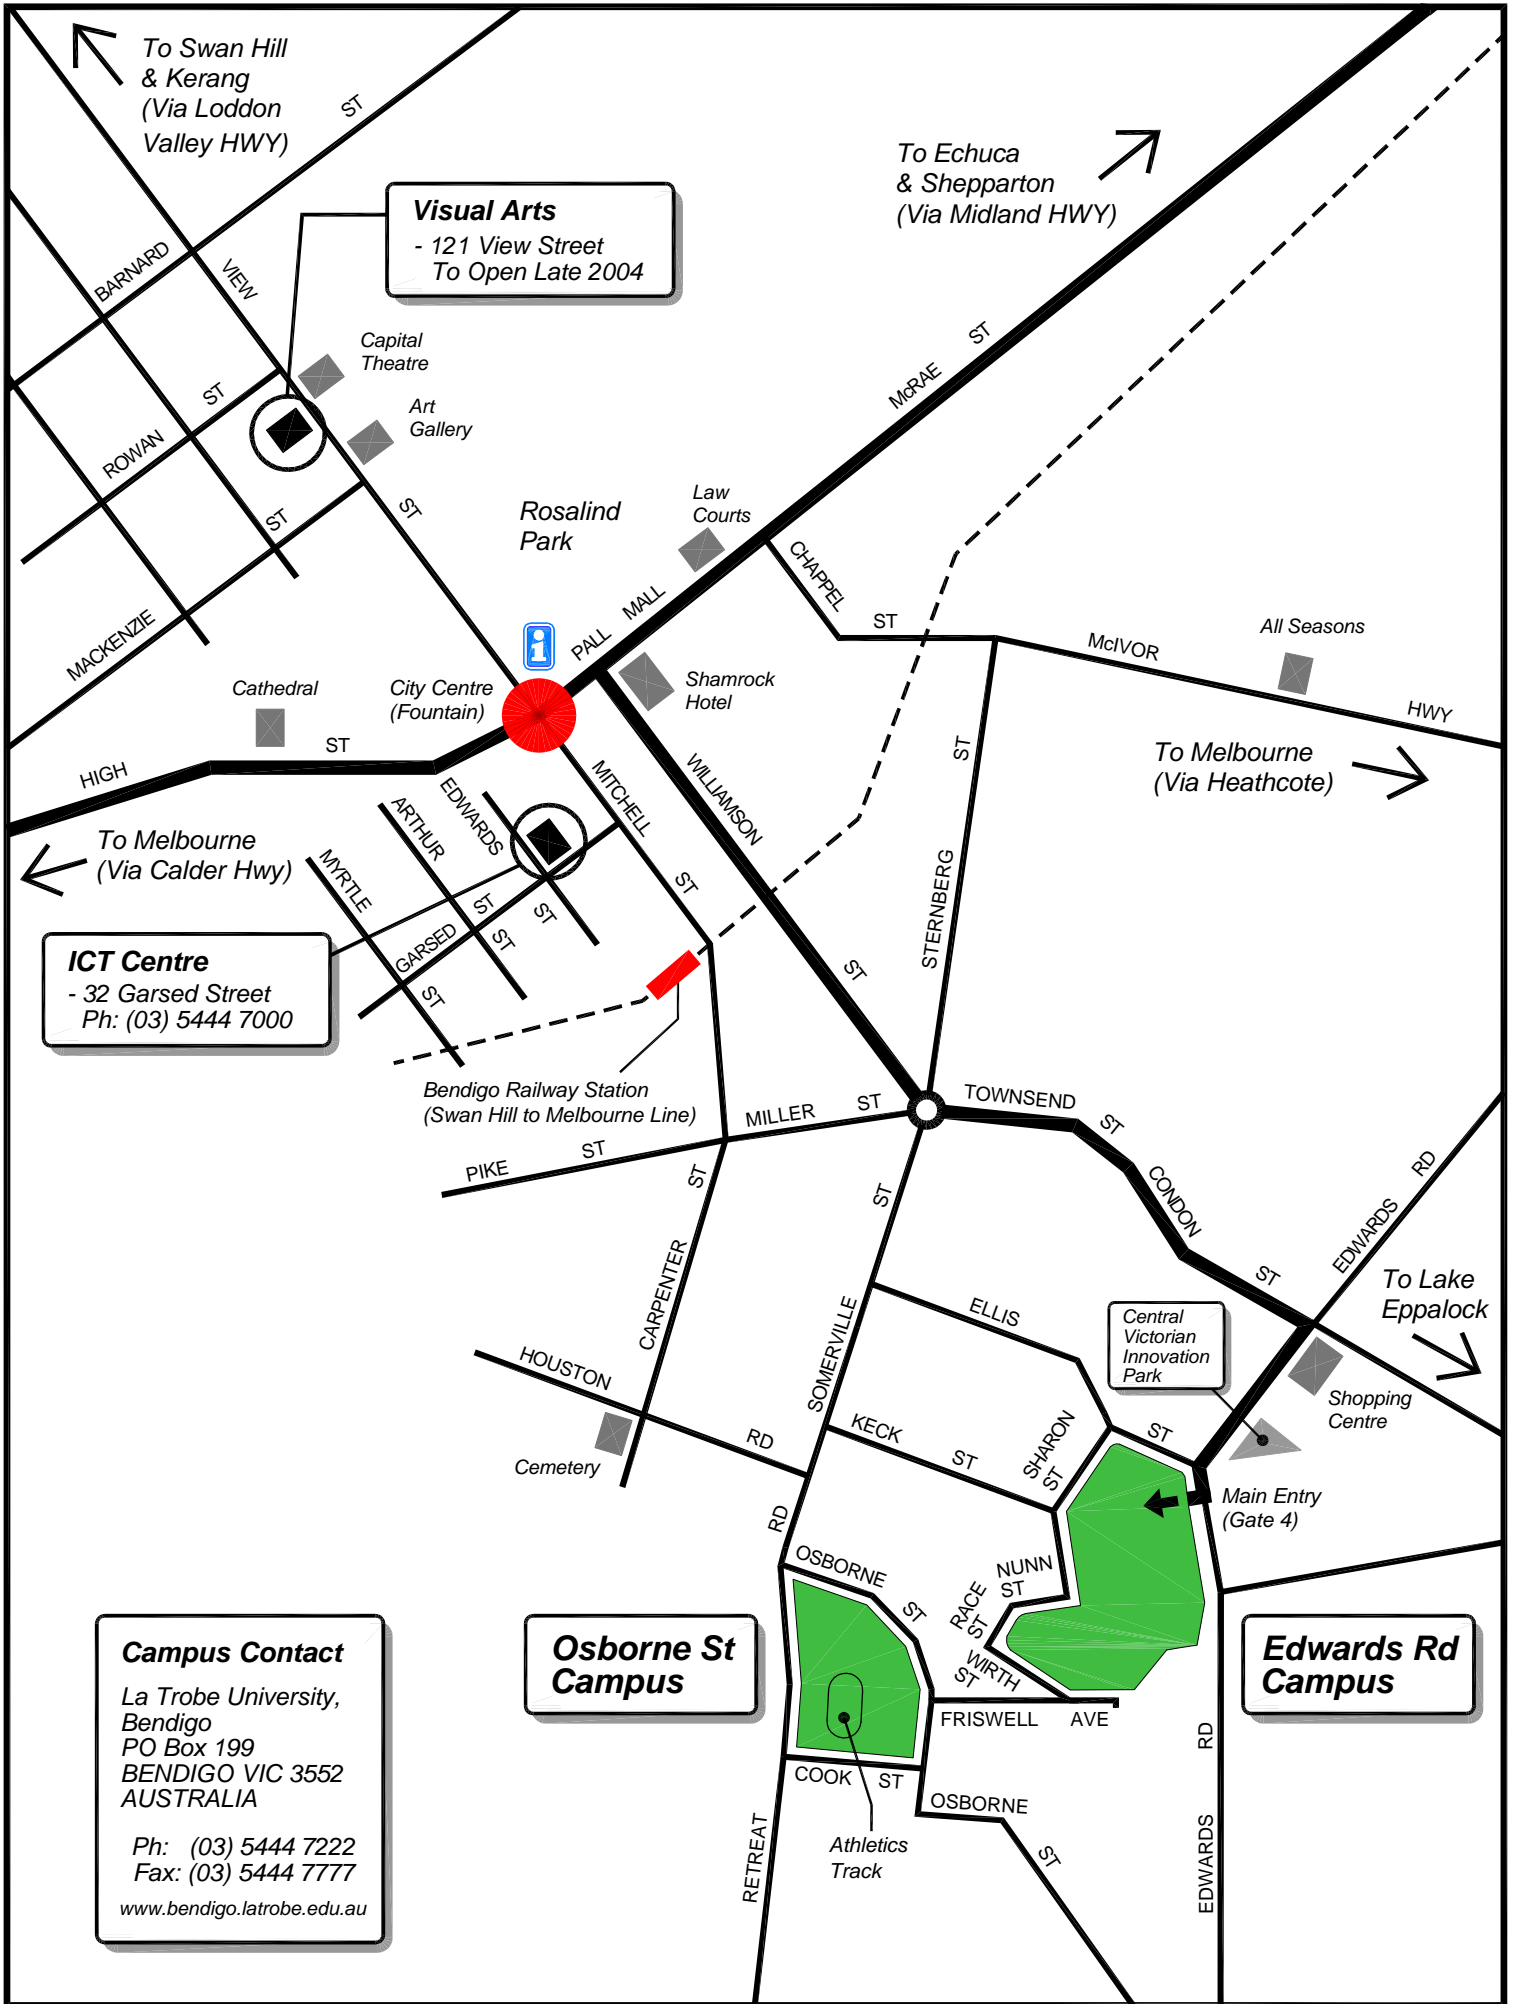 To Swan Hill
& Kerang
(Via Loddon
Valley HWY)
ST
To Echuca
& Shepparton
(Via Midland HWY)
Visual Arts
- 121 View Street
To Open Late 2004
BARNARD
VIEW
Capital
Theatre
ST
McRAE
ST
Art
Gallery
ROWAN
ST
ST
Rosalind
Park
Law
Courts
CHAPPEL
ST
MACKENZIE
PALL
MALL
i
McIVOR
All Seasons
HWY
Cathedral
City Centre
(Fountain)
Shamrock
Hotel
HIGH
ST
To Melbourne
(Via Heathcote)
To Melbourne
(Via Calder Hwy)
MYRTLE
ST
ARTHUR
ST
EDWARDS
ST
MITCHELL
ST
WILLIAMSON
ST
STERNBERG
ST
GARSED
ST
ICT Centre
- 32 Garsed Street
Ph: (03) 5444 7000
Bendigo Railway Station
(Swan Hill to Melbourne Line)
PIKE
ST
MILLER
ST
TOWNSEND
ST
CONDON
ST
EDWARDS
RD
To Lake
Eppalock
CARPENTER
ST
SOMERVILLE
ST
ELLIS
ST
Central
Victorian
Innovation
Park
Shopping
Centre
HOUSTON
RD
Cemetery
KECK
ST
SHARON
ST
Main Entry
(Gate 4)
RD
OSBORNE
ST
NUNN
ST
RACE
ST
WIRTH
ST
FRISWELL
AVE
Osborne St
Campus
Edwards Rd
Campus
Campus Contact
La Trobe University,
Bendigo
PO Box 199
BENDIGO VIC 3552
AUSTRALIA
Ph: (03) 5444 7222
Fax: (03) 5444 7777
www.bendigo.latrobe.edu.au
COOK
ST
OSBORNE
ST
Athletics
Track
RETREAT
EDWARDS
RD